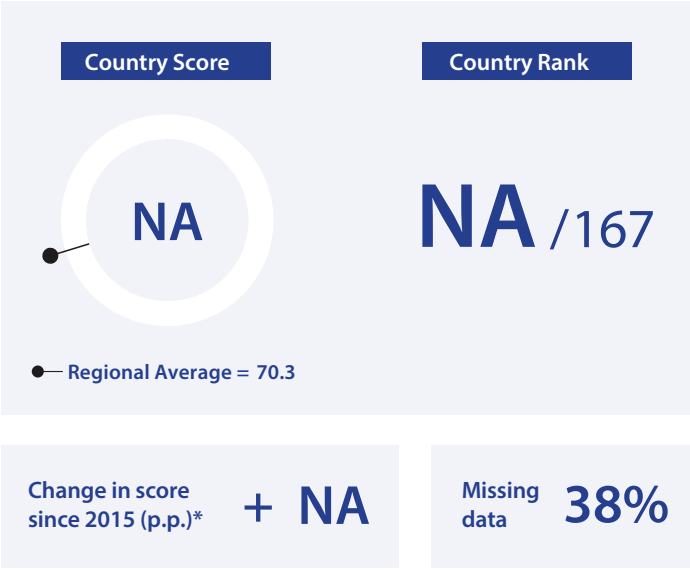 Country Score
Country Rank
NA
NA /167
Regional Average = 70.3
Change in score
since 2015 (p.p.)*
+ NA
Missing
data
38%